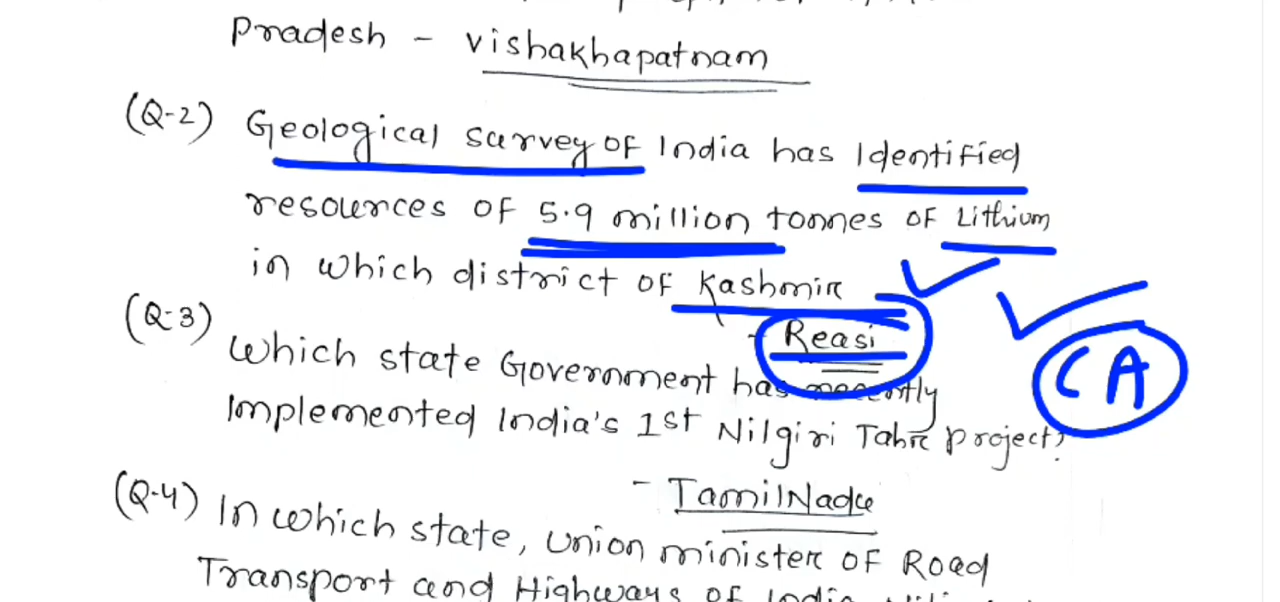 Pradesh - vishakhapatnam
(Q-2) Geological survey of India has Identified
resources of 5.9 million tonnes of Lithium
in which district of Kashmir
- Reasi
CA
(Q-3) Which state Government has recently
Implemented India's 1st Nilgiri Tahr project?
- TamilNadu
(Q-4) In which state, union minister of Road
Transport and Highways of India